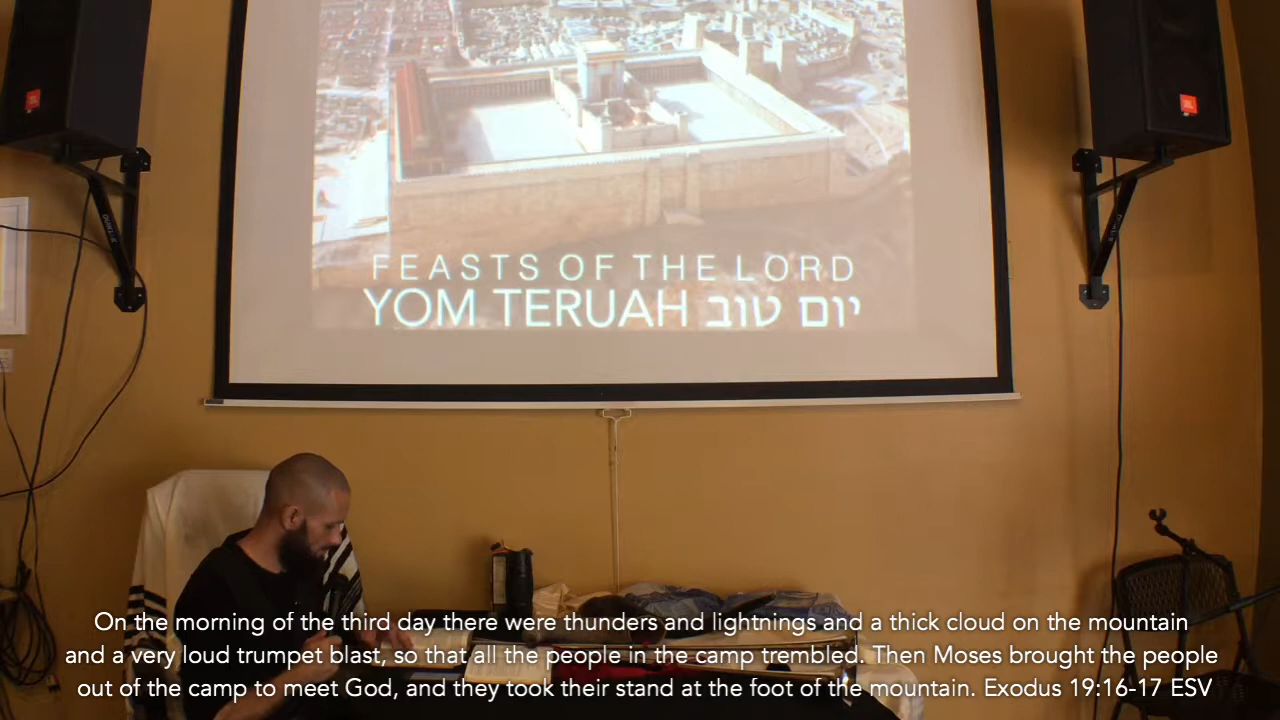 FEASTS OF THE LORD
YOM TERUAH יום טוב
On the morning of the third day there were thunders and lightnings and a thick cloud on the mountain
and a very loud trumpet blast, so that all the people in the camp trembled. Then Moses brought the people
out of the camp to meet God, and they took their stand at the foot of the mountain. Exodus 19:16-17 ESV